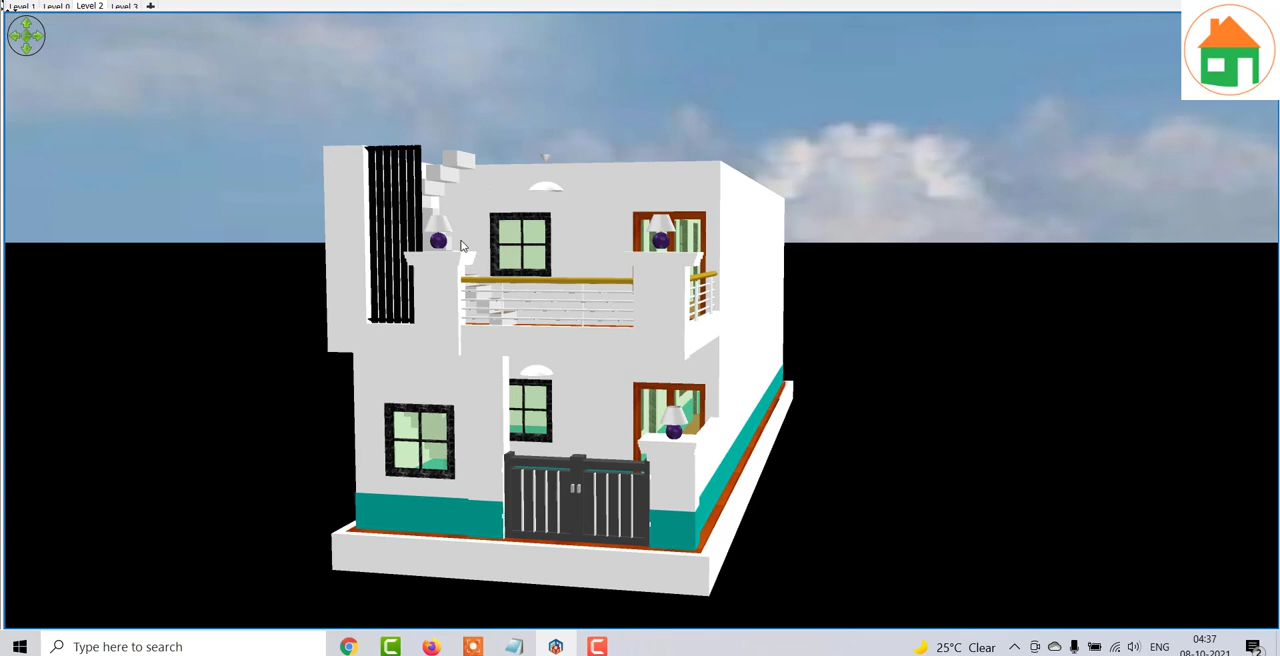 Level 1 Level 0 Level 2 Level 3
Type here to search
25°C Clear
ENG
04:37
08-10-2021
2